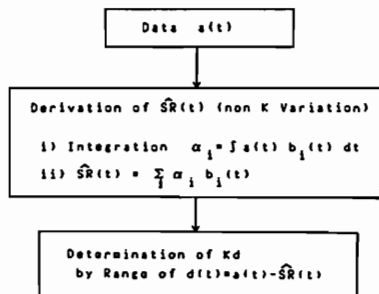 Data a(t)
Derivation of ŜR(t) (non K Variation)
i) Integration α_i=∫a(t) b_i(t) dt
ii) ŜR(t) = Σ_i α_i b_i(t)
Determination of Kd
by Range of d(t)=a(t)-ŜR(t)